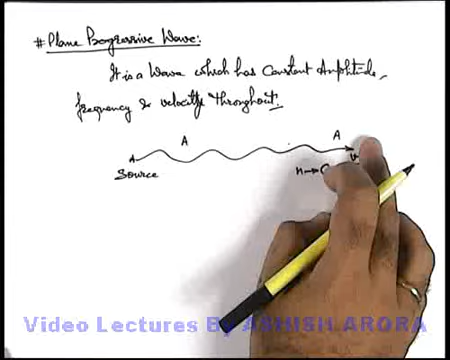 # Plane Progressive Wave:
It is a Wave which has Constant Amplitude,
frequency & velocity throughout.
A A
Source n→C v
Video Lectures By ASHISH ARORA